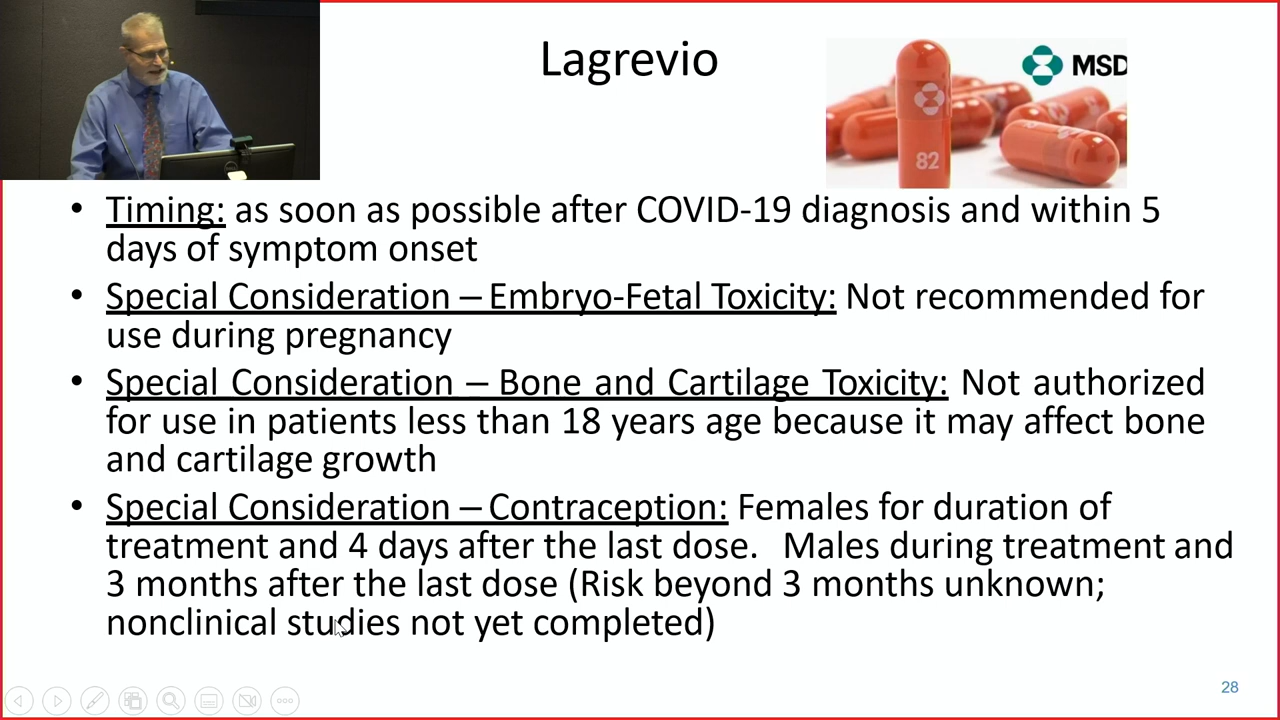 Lagrevio
MSD
82
• Timing: as soon as possible after COVID-19 diagnosis and within 5
days of symptom onset
• Special Consideration – Embryo-Fetal Toxicity: Not recommended for
use during pregnancy
• Special Consideration – Bone and Cartilage Toxicity: Not authorized
for use in patients less than 18 years age because it may affect bone
and cartilage growth
• Special Consideration – Contraception: Females for duration of
treatment and 4 days after the last dose. Males during treatment and
3 months after the last dose (Risk beyond 3 months unknown;
nonclinical studies not yet completed)
28